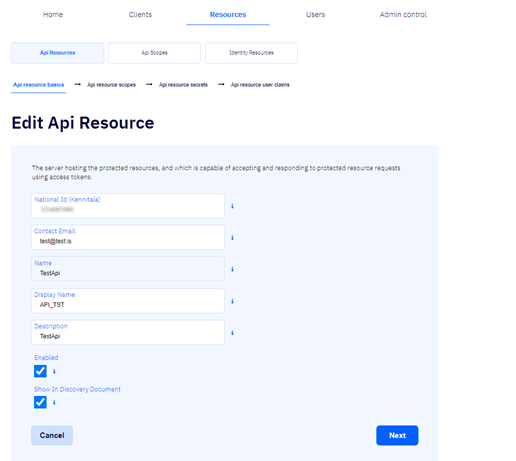 Home Clients Resources Users Admin control
Api Resources Api Scopes Identity Resources
Api resource basics → Api resource scopes → Api resource secrets → Api resource user claims
Edit Api Resource
The server hosting the protected resources, and which is capable of accepting and responding to protected resource requests
using access tokens.
National Id (Kennitala)
i
Contact Email
test@test.is i
Name
TestApi i
Display Name
API_TST i
Description
TestApi i
Enabled
i
Show In Discovery Document
i
Cancel Next